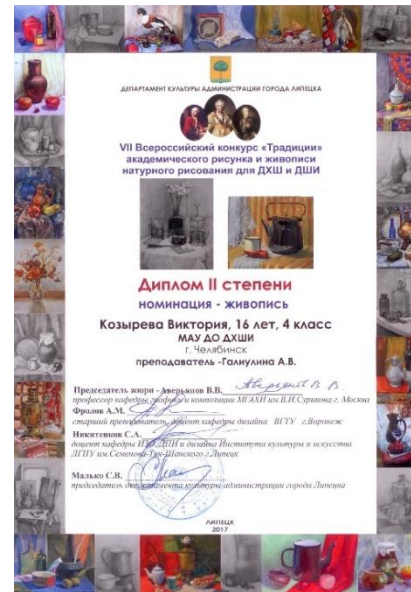 ДЕПАРТАМЕНТ КУЛЬТУРЫ АДМИНИСТРАЦИИ ГОРОДА ЛИПЕЦКА
VII Всероссийский конкурс «Традиции»
академического рисунка и живописи
натурного рисования для ДХШ и ДШИ
Диплом II степени
номинация - живопись
Козырева Виктория, 16 лет, 4 класс
МАУ ДО ДХШИ
г. Челябинск
преподаватель -Галиулина А.В.
Председатель жюри - Аверьянов В.В. Аверьянов В. В
профессор кафедры графики и композиции МГАХИ им.В.И.Сурикова г. Москва
Фролов А.М.
старший преподаватель, доцент кафедры дизайна ВГТУ г.Воронеж
Никитенков С.А.
доцент кафедры ИЗО, ДПИ и дизайна Института культуры и искусства
ЛГПУ им.Семенова-Тян-Шанского г.Липецк
Малько С.В.
председатель департамента культуры администрации города Липецка
ЛИПЕЦК
2017